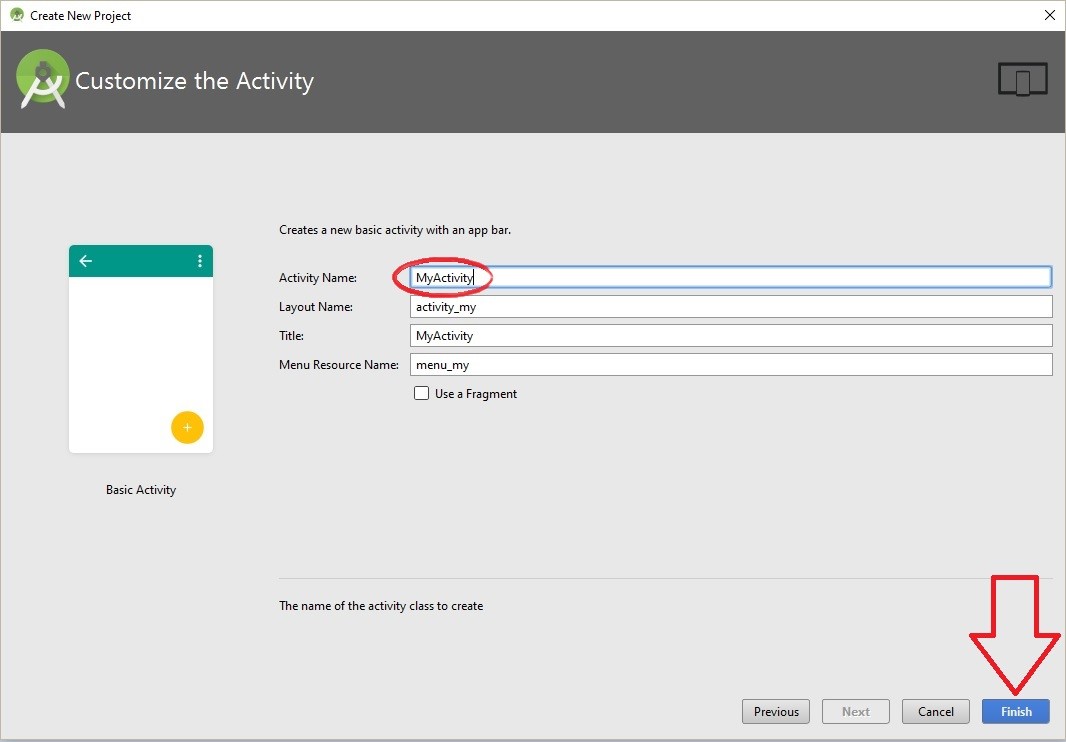 Create New Project
Customize the Activity
Creates a new basic activity with an app bar.
Activity Name: MyActivity
Layout Name: activity_my
Title: MyActivity
Menu Resource Name: menu_my
Use a Fragment
Basic Activity
The name of the activity class to create
Previous Next Cancel Finish